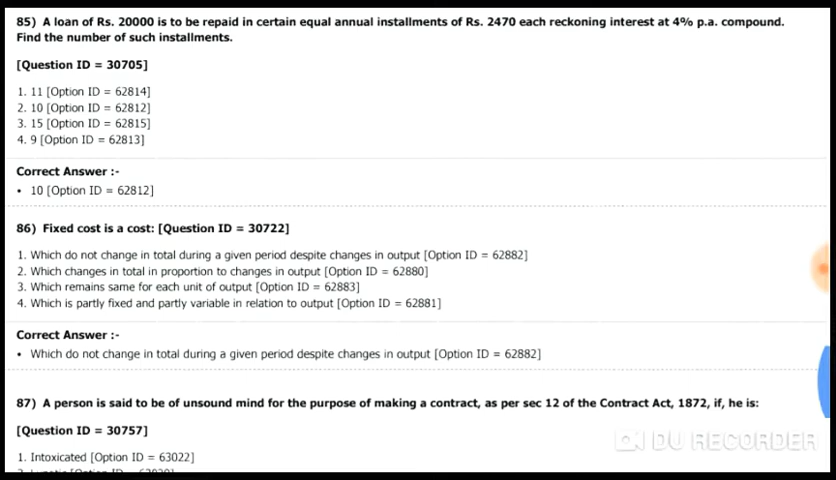 85) A loan of Rs. 20000 is to be repaid in certain equal annual installments of Rs. 2470 each reckoning interest at 4% p.a. compound.
Find the number of such installments.
[Question ID = 30705]
1. 11 [Option ID = 62814]
2. 10 [Option ID = 62812]
3. 15 [Option ID = 62815]
4. 9 [Option ID = 62813]
Correct Answer :-
• 10 [Option ID = 62812]
86) Fixed cost is a cost: [Question ID = 30722]
1. Which do not change in total during a given period despite changes in output [Option ID = 62882]
2. Which changes in total in proportion to changes in output [Option ID = 62880]
3. Which remains same for each unit of output [Option ID = 62883]
4. Which is partly fixed and partly variable in relation to output [Option ID = 62881]
Correct Answer :-
• Which do not change in total during a given period despite changes in output [Option ID = 62882]
87) A person is said to be of unsound mind for the purpose of making a contract, as per sec 12 of the Contract Act, 1872, if, he is:
[Question ID = 30757]
DU RECORDER
1. Intoxicated [Option ID = 63022]